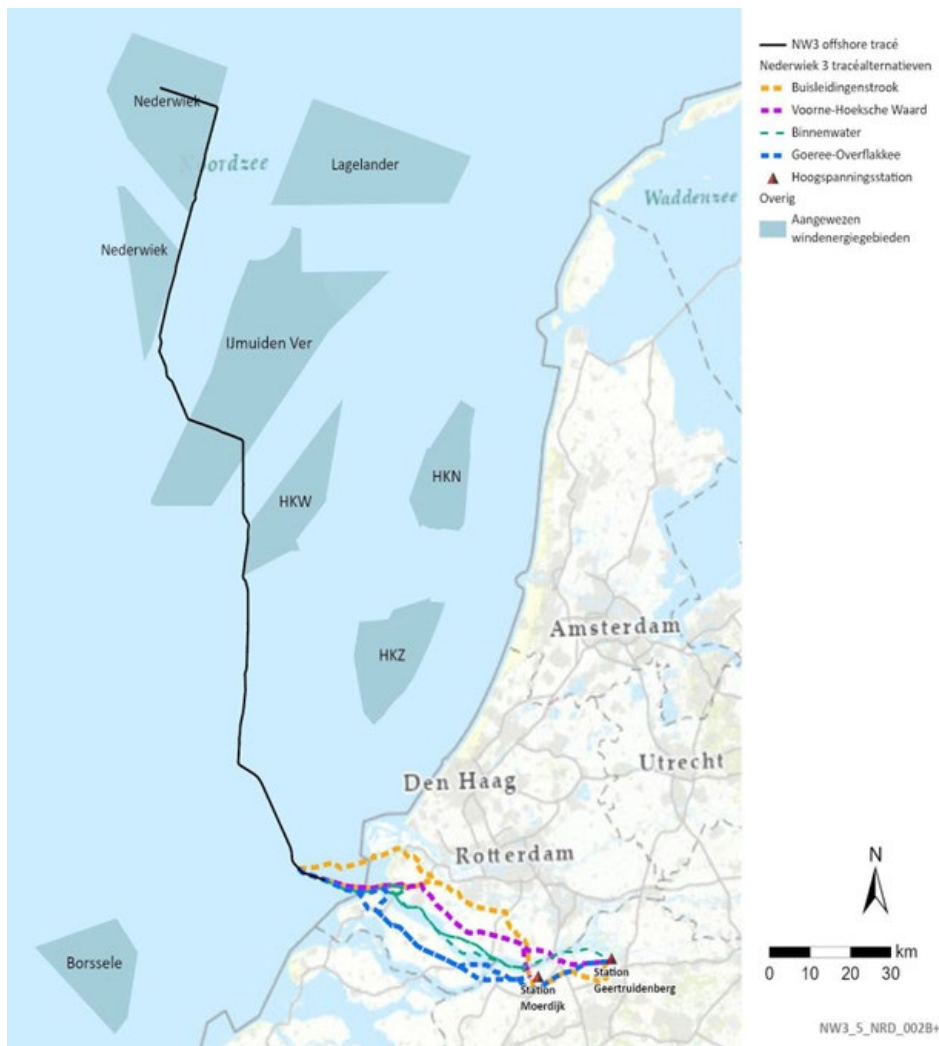 Nederwiek
Noordzee
Lagelander
Waddenzee
Nederwiek
IJmuiden Ver
HKW
HKN
HKZ
Amsterdam
Utrecht
Den Haag
Rotterdam
Borssele
Station
Moerdijk
Station
Geertruidenberg
NW3 offshore tracé
Nederwiek 3 tracéalternatieven
Buisleidingenstrook
Voorne-Hoeksche Waard
Binnenwater
Goeree-Overflakkee
Hoogspanningsstation
Overig
Aangewezen
windenergiegebieden
N
km
0 10 20 30
NW3_5_NRD_002B+